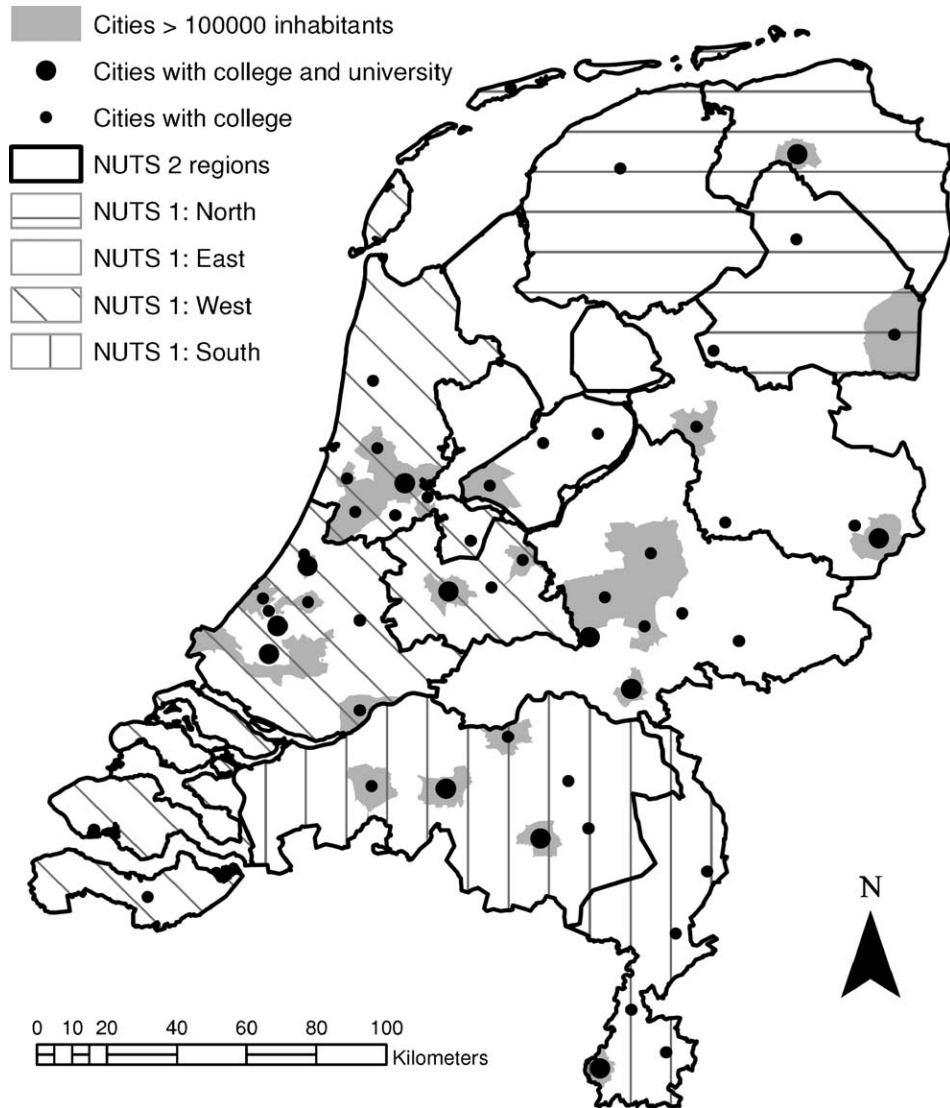 Cities > 100000 inhabitants
Cities with college and university
Cities with college
NUTS 2 regions
NUTS 1: North
NUTS 1: East
NUTS 1: West
NUTS 1: South
N
0 10 20 40 60 80 100
Kilometers